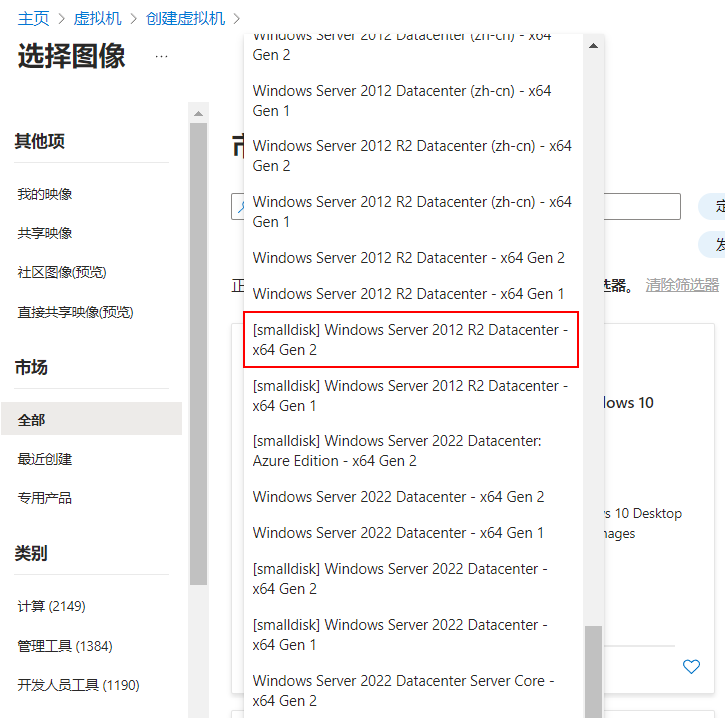 主页 > 虚拟机 > 创建虚拟机 >
选择图像 ...
其他项
我的映像
共享映像
社区图像(预览)
直接共享映像(预览)
市场
全部
最近创建
专用产品
类别
计算 (2149)
管理工具 (1384)
开发人员工具 (1190)
Windows Server 2012 Datacenter (zh-cn) - x64
Gen 2
Windows Server 2012 Datacenter (zh-cn) - x64
Gen 1
Windows Server 2012 R2 Datacenter (zh-cn) - x64
Gen 2
Windows Server 2012 R2 Datacenter (zh-cn) - x64
Gen 1
Windows Server 2012 R2 Datacenter - x64 Gen 2
Windows Server 2012 R2 Datacenter - x64 Gen 1
[smalldisk] Windows Server 2012 R2 Datacenter -
x64 Gen 2
[smalldisk] Windows Server 2012 R2 Datacenter -
x64 Gen 1
[smalldisk] Windows Server 2022 Datacenter:
Azure Edition - x64 Gen 2
Windows Server 2022 Datacenter - x64 Gen 2
Windows Server 2022 Datacenter - x64 Gen 1
[smalldisk] Windows Server 2022 Datacenter -
x64 Gen 2
[smalldisk] Windows Server 2022 Datacenter -
x64 Gen 1
Windows Server 2022 Datacenter Server Core -
x64 Gen 2
市
定
发
正
选器。 清除筛选器
dows 10
s 10 Desktop
nages